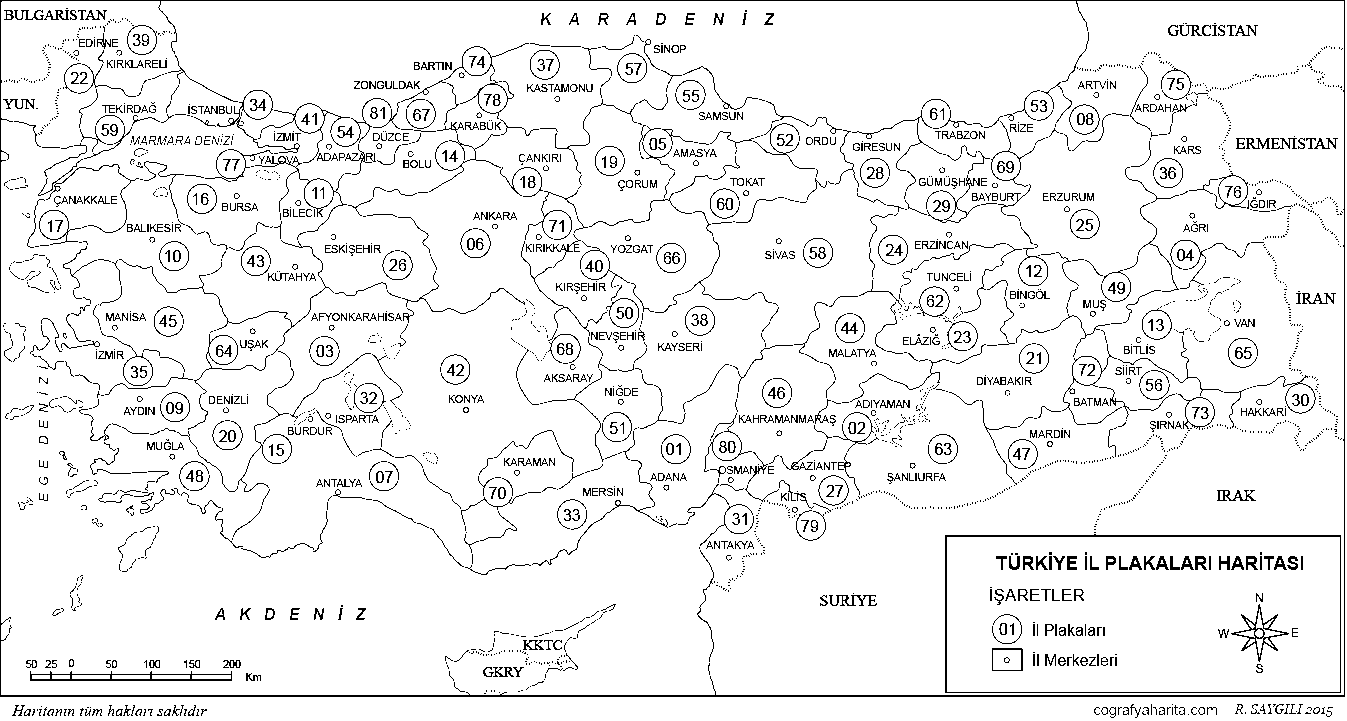 BULGARİSTAN
K A R A D E N İ Z
GÜRCİSTAN
39
EDİRNE
KIRKLARELİ
SİNOP
22
74
37
57
BARTIN
ZONGULDAK
KASTAMONU
78
55
75
ARTVİN
ARDAHAN
YUN.
TEKİRDAĞ
İSTANBUL
34
41
81
67
KARABÜK
SAMSUN
61
53
08
59
MARMARA DENİZİ
İZMİT
54
DÜZCE
52
ORDU
TRABZON
RİZE
ERMENİSTAN
77
YALOVA
ADAPAZARI
BOLU
14
ÇANKIRI
19
05
AMASYA
GİRESUN
KARS
69
28
GÜMÜŞHANE
36
ÇANAKKALE
16
BURSA
11
BİLECİK
18
ÇORUM
TOKAT
60
29
BAYBURT
ERZURUM
76
IĞDIR
17
BALIKESİR
10
43
KÜTAHYA
ESKİŞEHİR
26
ANKARA
06
71
KIRIKKALE
YOZGAT
66
SİVAS
58
24
ERZİNCAN
25
AĞRI
04
40
KIRŞEHİR
TUNCELİ
62
12
BİNGÖL
49
MUŞ
İRAN
MANİSA
45
UŞAK
64
AFYONKARAHİSAR
03
50
NEVŞEHİR
38
KAYSERİ
44
MALATYA
ELÂZIĞ
23
13
BİTLİS
VAN
65
İZMİR
35
68
AKSARAY
21
DİYABAKIR
72
BATMAN
SİİRT
56
EGE DENİZ İ
AYDIN
09
DENİZLİ
20
32
ISPARTA
BURDUR
42
KONYA
NİĞDE
51
46
KAHRAMANMARAŞ
ADIYAMAN
02
73
ŞIRNAK
HAKKARİ
30
MUĞLA
48
15
ANTALYA
07
KARAMAN
70
01
ADANA
80
OSMANİYE
GAZİANTEP
27
63
ŞANLIURFA
MARDİN
47
MERSİN
33
KİLİS
79
IRAK
31
ANTAKYA
SURİYE
A K D E N İ Z
KKTC
GKRY
TÜRKİYE İL PLAKALARI HARİTASI
İŞARETLER
01 İl Plakaları
İl Merkezleri
N
W E
S
50 25 0 50 100 150 200
Km
Haritanın tüm hakları saklıdır
cografyaharita.com R. SAYGILI 2015